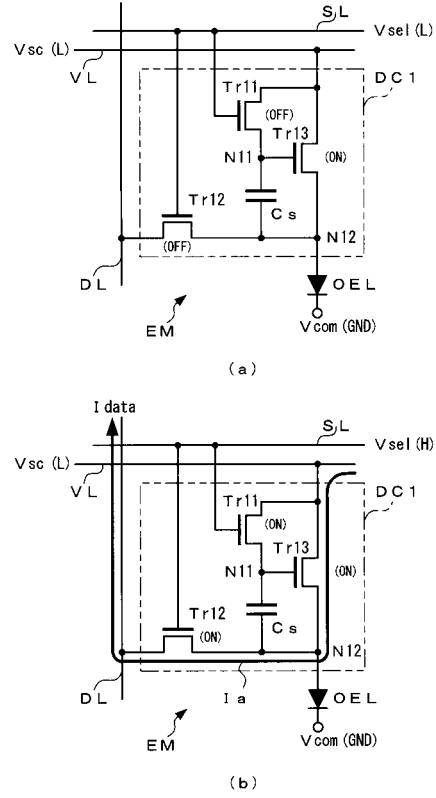 SL
Vsel(L)
Vsc(L)
VL
DC1
Tr11
(OFF)
Tr13
N11
(ON)
Tr12
Cs
N12
(OFF)
DL
OEL
EM
Vcom(GND)
(a)
Idata
SL
Vsel(H)
Vsc(L)
VL
DC1
Tr11
(ON)
Tr13
N11
(ON)
Tr12
Cs
(ON)
N12
DL
Ia
OEL
EM
Vcom(GND)
(b)